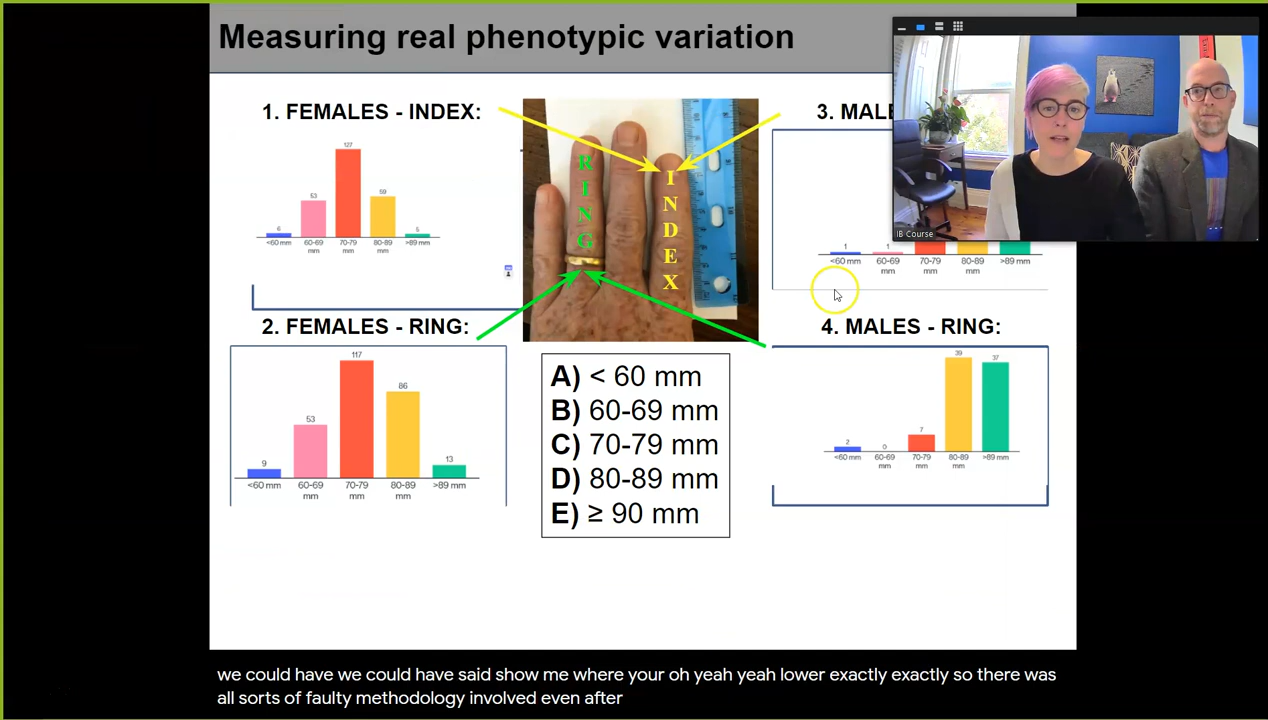 Measuring real phenotypic variation
IB Course
1. FEMALES - INDEX:
127
53
59
6
5
<60 mm
60-69
mm
70-79
mm
80-89
mm
>89 mm
RING
INDEX
3. MALE
1
1
<60 mm
60-69
mm
70-79
mm
80-89
mm
>89 mm
2. FEMALES - RING:
117
86
53
9
13
<60 mm
60-69
mm
70-79
mm
80-89
mm
>89 mm
A) < 60 mm
B) 60-69 mm
C) 70-79 mm
D) 80-89 mm
E) ≥ 90 mm
4. MALES - RING:
39
37
7
2
0
<60 mm
60-69
mm
70-79
mm
80-89
mm
>89 mm
we could have we could have said show me where your oh yeah yeah lower exactly exactly so there was
all sorts of faulty methodology involved even after